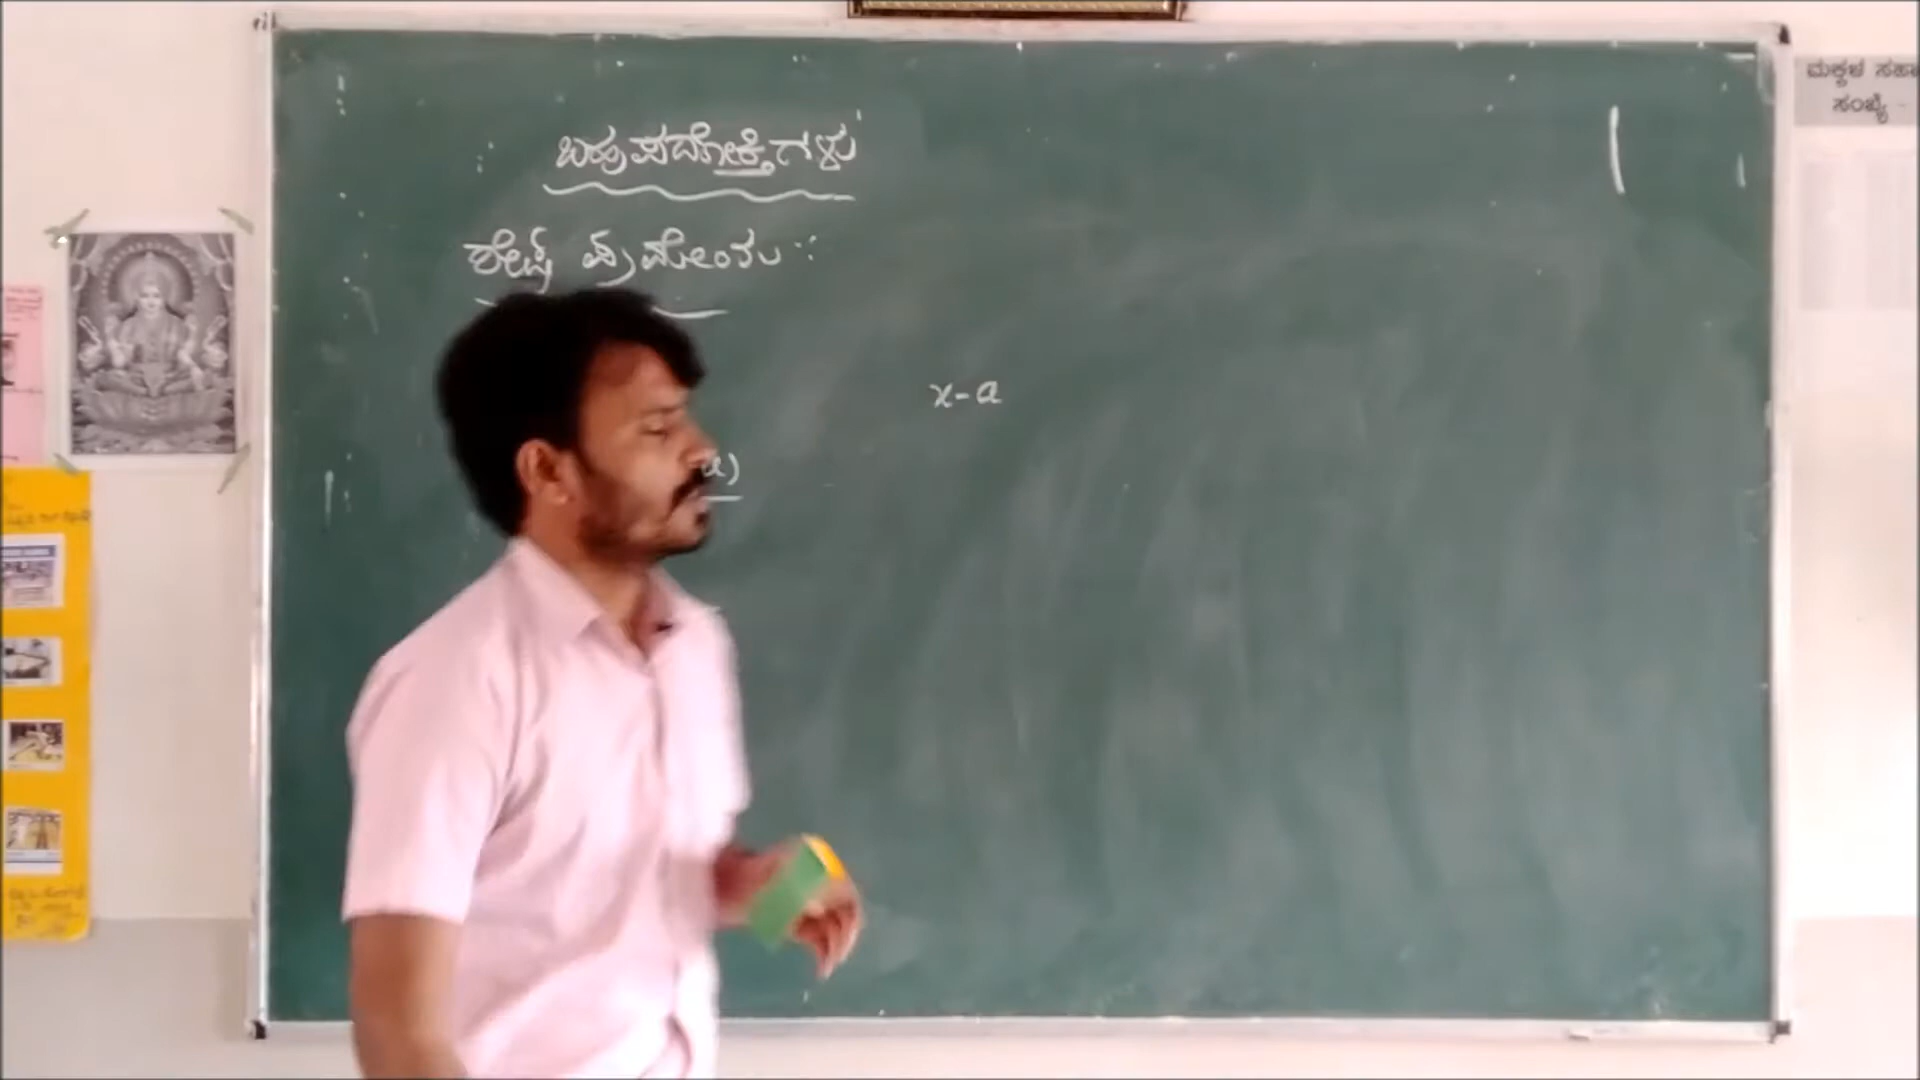 ಬಹುಪದೋಕ್ತಿಗಳು
ಶೇಷ ಪ್ರಮೇಯ :-
x-a
a)
ಮಕ್ಕಳ ಸಹಾ
ಸಂಖ್ಯೆ -